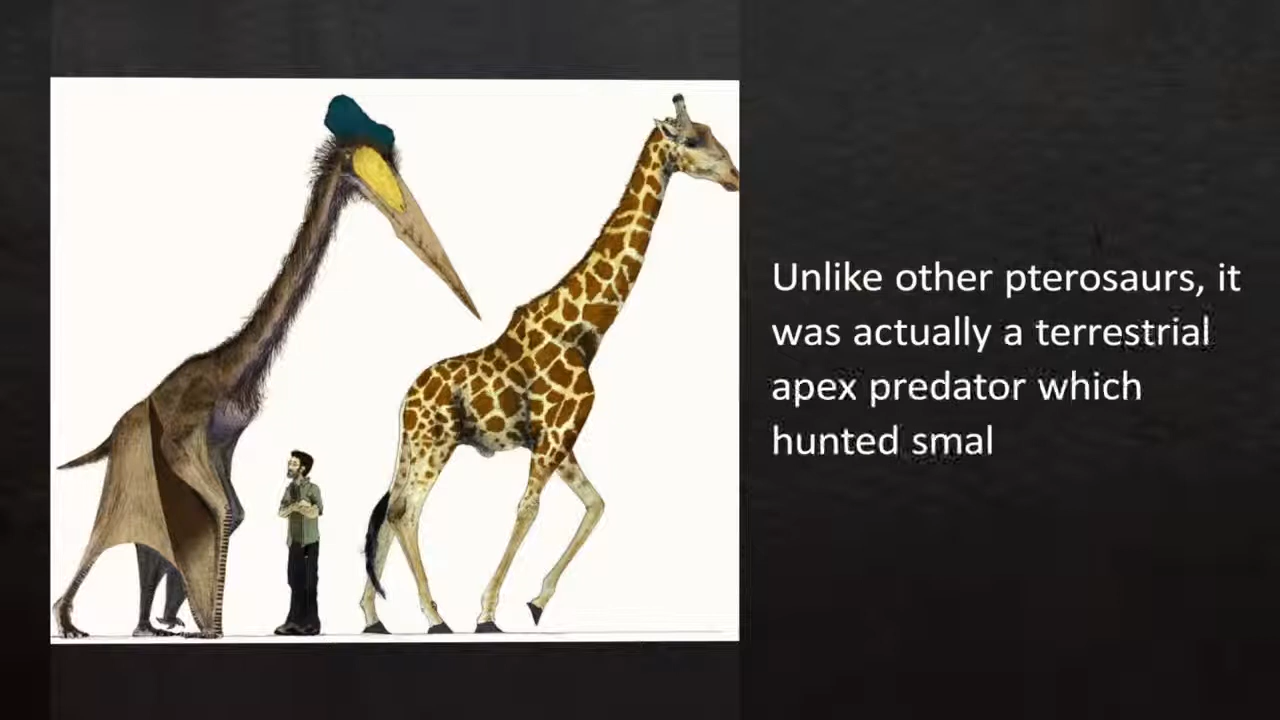 Unlike other pterosaurs, it
was actually a terrestrial
apex predator which
hunted smal